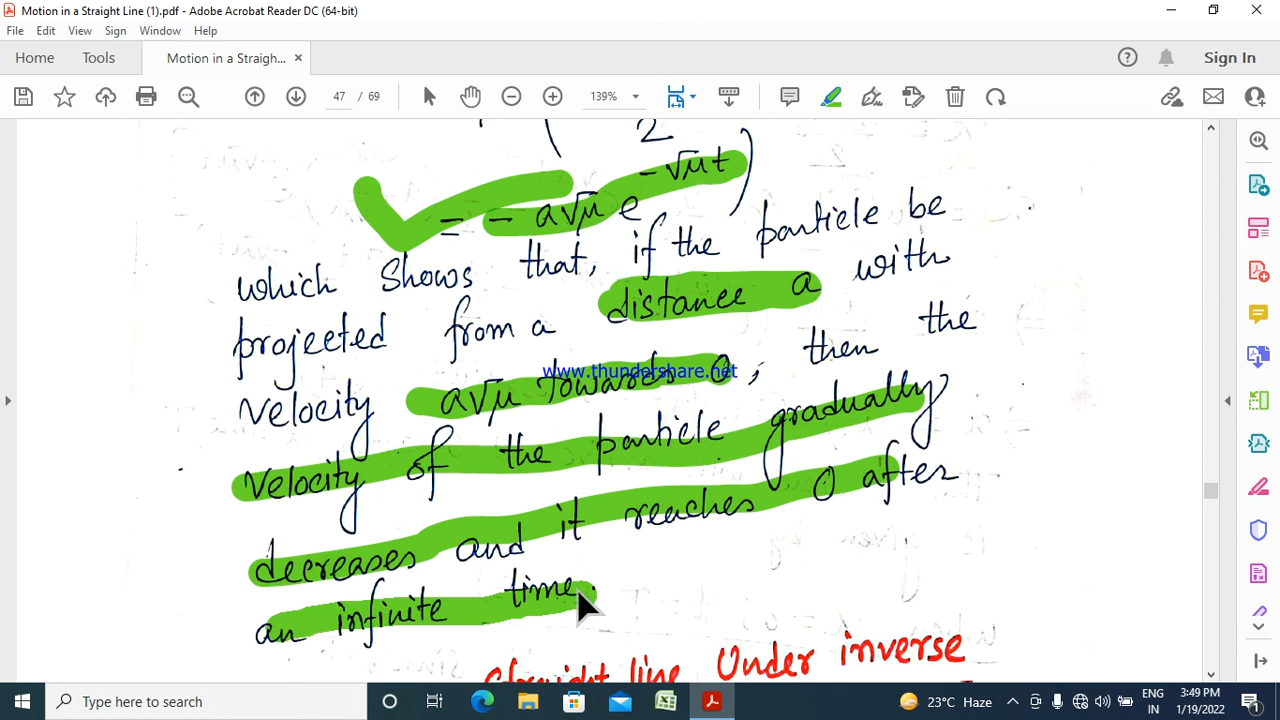 Motion in a Straight Line (1).pdf - Adobe Acrobat Reader DC (64-bit)
File Edit View Sign Window Help
Home Tools Motion in a Straigh... × Sign In
47 / 69 139%
2
= - a√μ e^-√μt )
which shows that, if the particle be
projected from a distance a with
velocity a√μ towards O, then the
www.thundershare.net
velocity of the particle gradually
decreases and it reaches O after
an infinite time.
straight line Under inverse
Type here to search
23°C Haze
ENG
IN
3:49 PM
1/19/2022
1